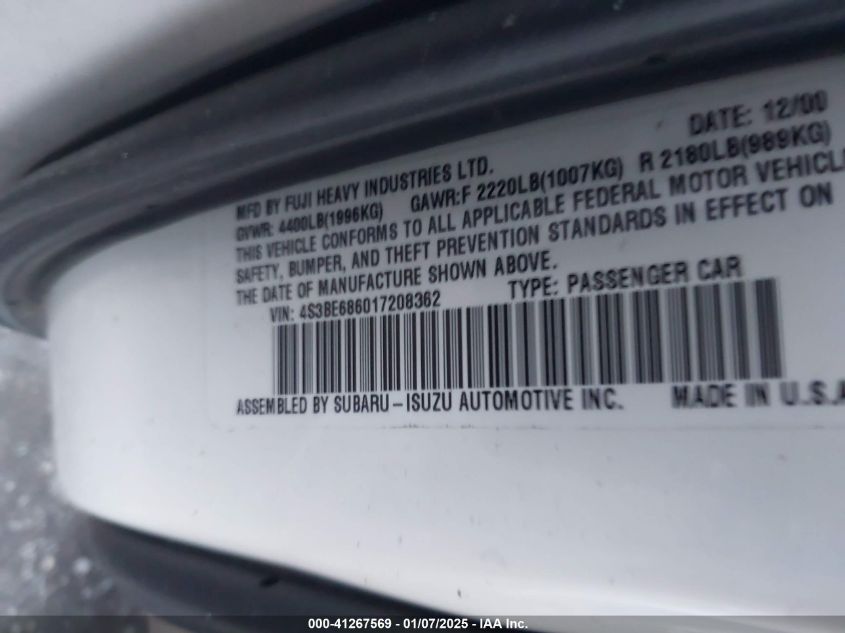 DATE: 12/00
MFD BY FUJI HEAVY INDUSTRIES LTD.
GVWR: 4400LB(1996KG) GAWR:F 2220LB(1007KG) R 2180LB(989KG)
THIS VEHICLE CONFORMS TO ALL APPLICABLE FEDERAL MOTOR VEHICLE
SAFETY, BUMPER, AND THEFT PREVENTION STANDARDS IN EFFECT ON
THE DATE OF MANUFACTURE SHOWN ABOVE.
VIN: 4S3BE686017208362 TYPE: PASSENGER CAR
ASSEMBLED BY SUBARU-ISUZU AUTOMOTIVE INC. MADE IN U.S.A
000-41267569 - 01/07/2025 - IAA Inc.